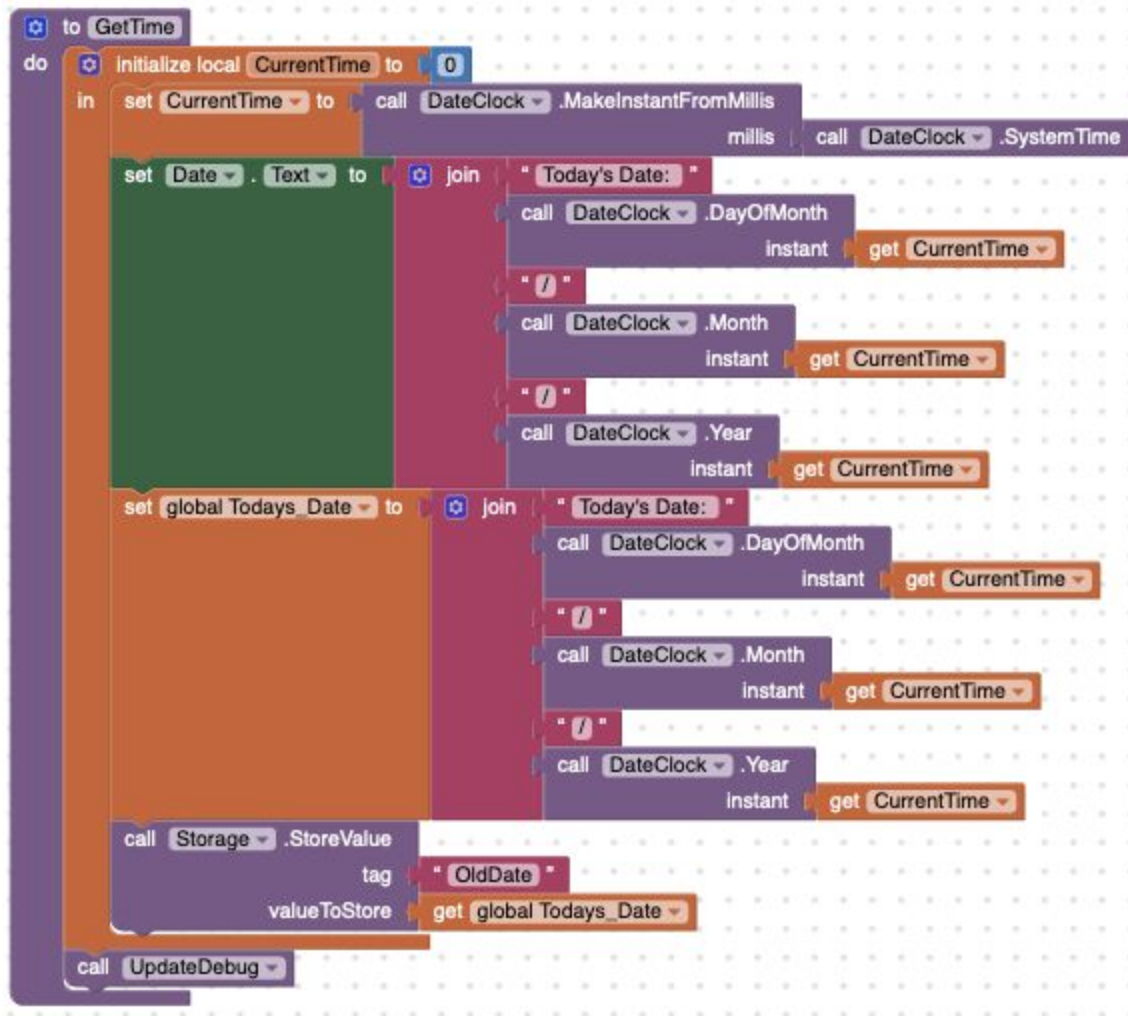 to GetTime
do initialize local CurrentTime to 0
in set CurrentTime to call DateClock .MakeInstantFromMillis
millis call DateClock .SystemTime
set Date . Text to join " Today's Date: "
call DateClock .DayOfMonth
instant get CurrentTime
" / "
call DateClock .Month
instant get CurrentTime
" / "
call DateClock .Year
instant get CurrentTime
set global Todays_Date to join " Today's Date: "
call DateClock .DayOfMonth
instant get CurrentTime
" / "
call DateClock .Month
instant get CurrentTime
" / "
call DateClock .Year
instant get CurrentTime
call Storage .StoreValue
tag " OldDate "
valueToStore get global Todays_Date
call UpdateDebug